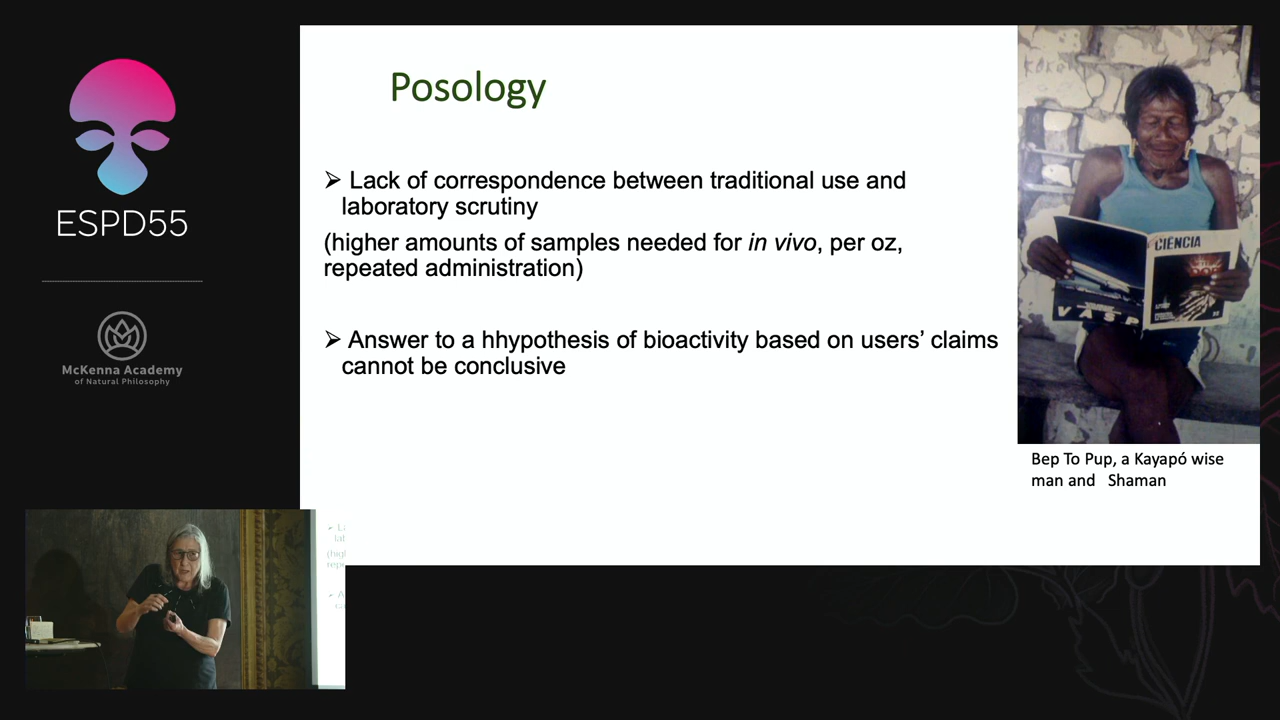 ESPD55
McKenna Academy
of Natural Philosophy
Posology
➢ Lack of correspondence between traditional use and
laboratory scrutiny
(higher amounts of samples needed for in vivo, per oz,
repeated administration)
➢ Answer to a hhypothesis of bioactivity based on users’ claims
cannot be conclusive
CIÊNCIA
VASP
Bep To Pup, a Kayapó wise
man and Shaman